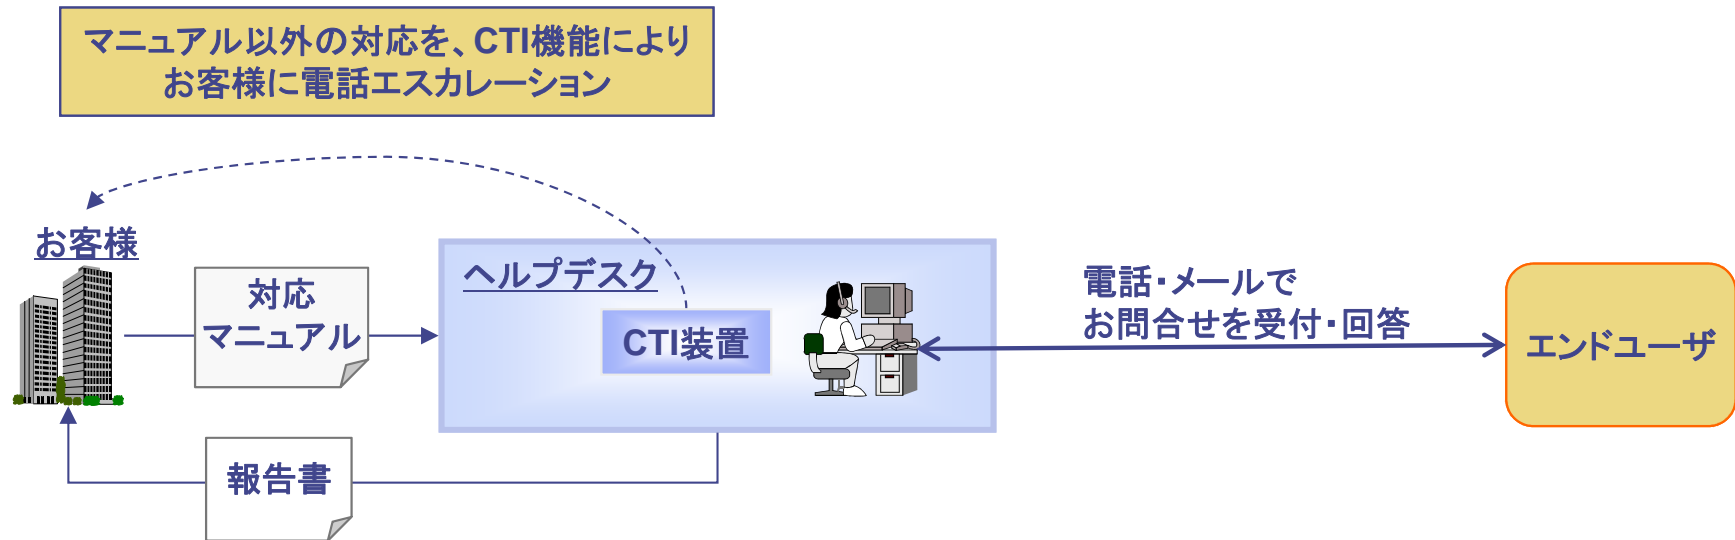 マニュアル以外の対応を、CTI機能により
お客様に電話エスカレーション
お客様
対応
マニュアル
ヘルプデスク
CTI装置
電話・メールで
お問合せを受付・回答
エンドユーザ
報告書